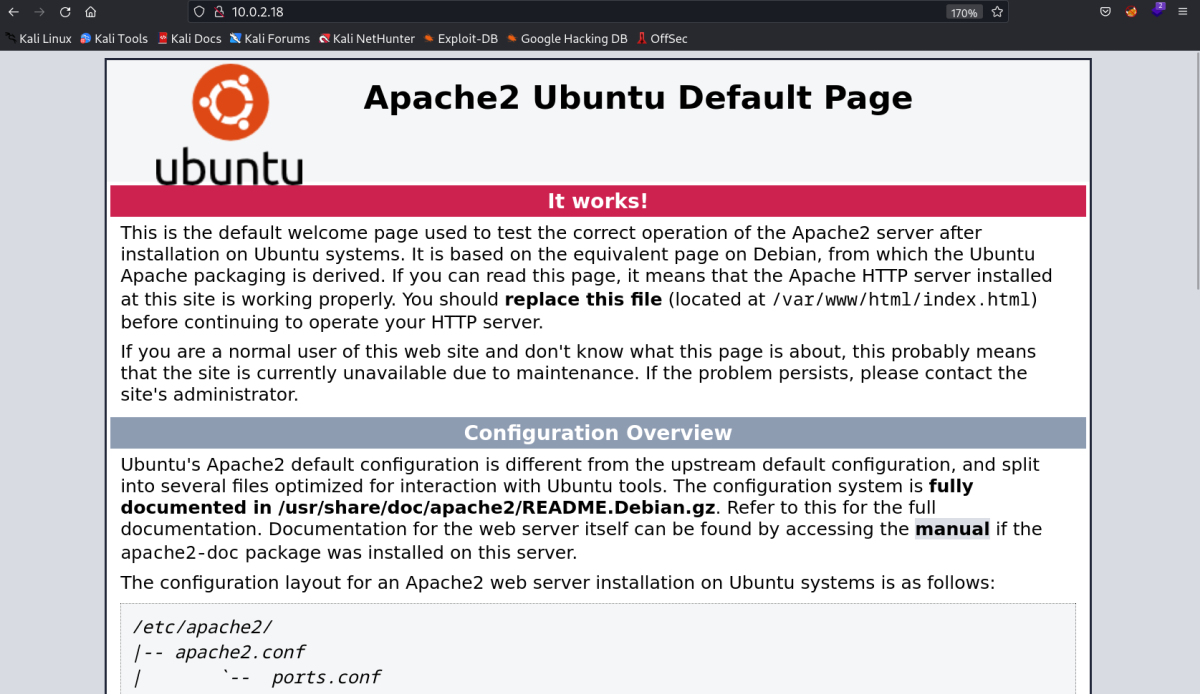 10.0.2.18
170%
2
Kali Linux Kali Tools Kali Docs Kali Forums Kali NetHunter Exploit-DB Google Hacking DB OffSec
ubuntu
Apache2 Ubuntu Default Page
It works!
This is the default welcome page used to test the correct operation of the Apache2 server after
installation on Ubuntu systems. It is based on the equivalent page on Debian, from which the Ubuntu
Apache packaging is derived. If you can read this page, it means that the Apache HTTP server installed
at this site is working properly. You should replace this file (located at /var/www/html/index.html)
before continuing to operate your HTTP server.
If you are a normal user of this web site and don't know what this page is about, this probably means
that the site is currently unavailable due to maintenance. If the problem persists, please contact the
site's administrator.
Configuration Overview
Ubuntu's Apache2 default configuration is different from the upstream default configuration, and split
into several files optimized for interaction with Ubuntu tools. The configuration system is fully
documented in /usr/share/doc/apache2/README.Debian.gz. Refer to this for the full
documentation. Documentation for the web server itself can be found by accessing the manual if the
apache2-doc package was installed on this server.
The configuration layout for an Apache2 web server installation on Ubuntu systems is as follows:
/etc/apache2/
|-- apache2.conf
|       `--  ports.conf